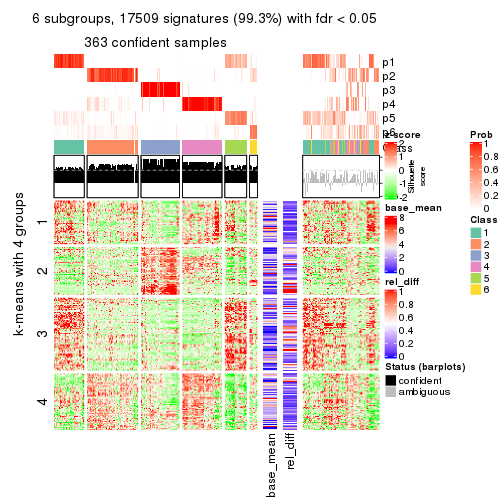 6 subgroups, 17509 signatures (99.3%) with fdr < 0.05
363 confident samples
p1
p2
p3
p4
p5
p6
Class
z-score
2
1
0
-1
-2
Silhouette
score
Prob
1
0.8
0.6
0.4
0.2
0
base_mean
8
6
4
2
0
Class
1
2
3
4
5
6
rel_diff
1
0.8
0.6
0.4
0.2
0
Status (barplots)
confident
ambiguous
k-means with 4 groups
1
2
3
4
base_mean
rel_diff